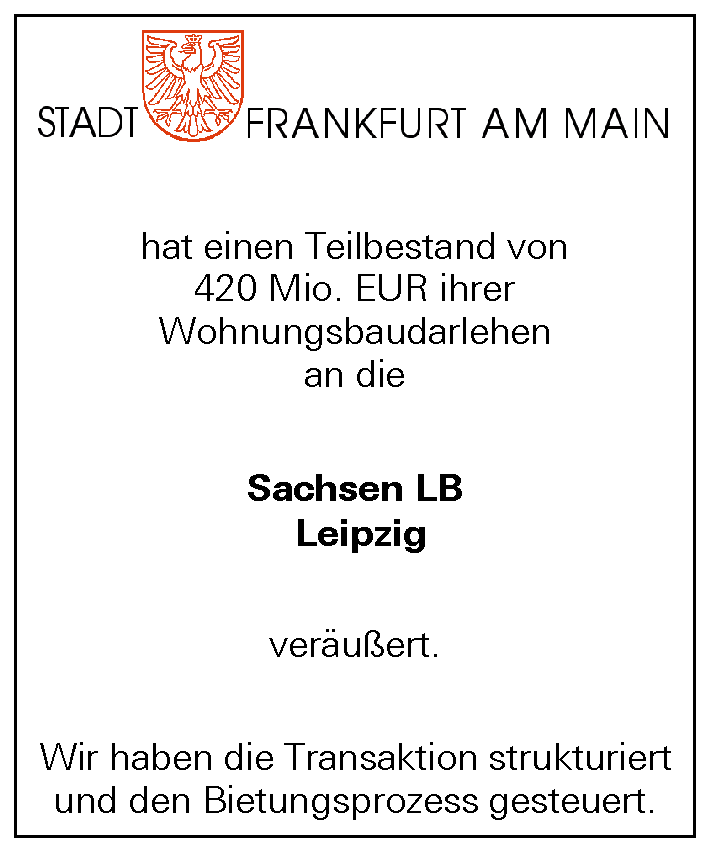 STADT FRANKFURT AM MAIN
hat einen Teilbestand von
420 Mio. EUR ihrer
Wohnungsbaudarlehen
an die
Sachsen LB
Leipzig
veräußert.
Wir haben die Transaktion strukturiert
und den Bietungsprozess gesteuert.